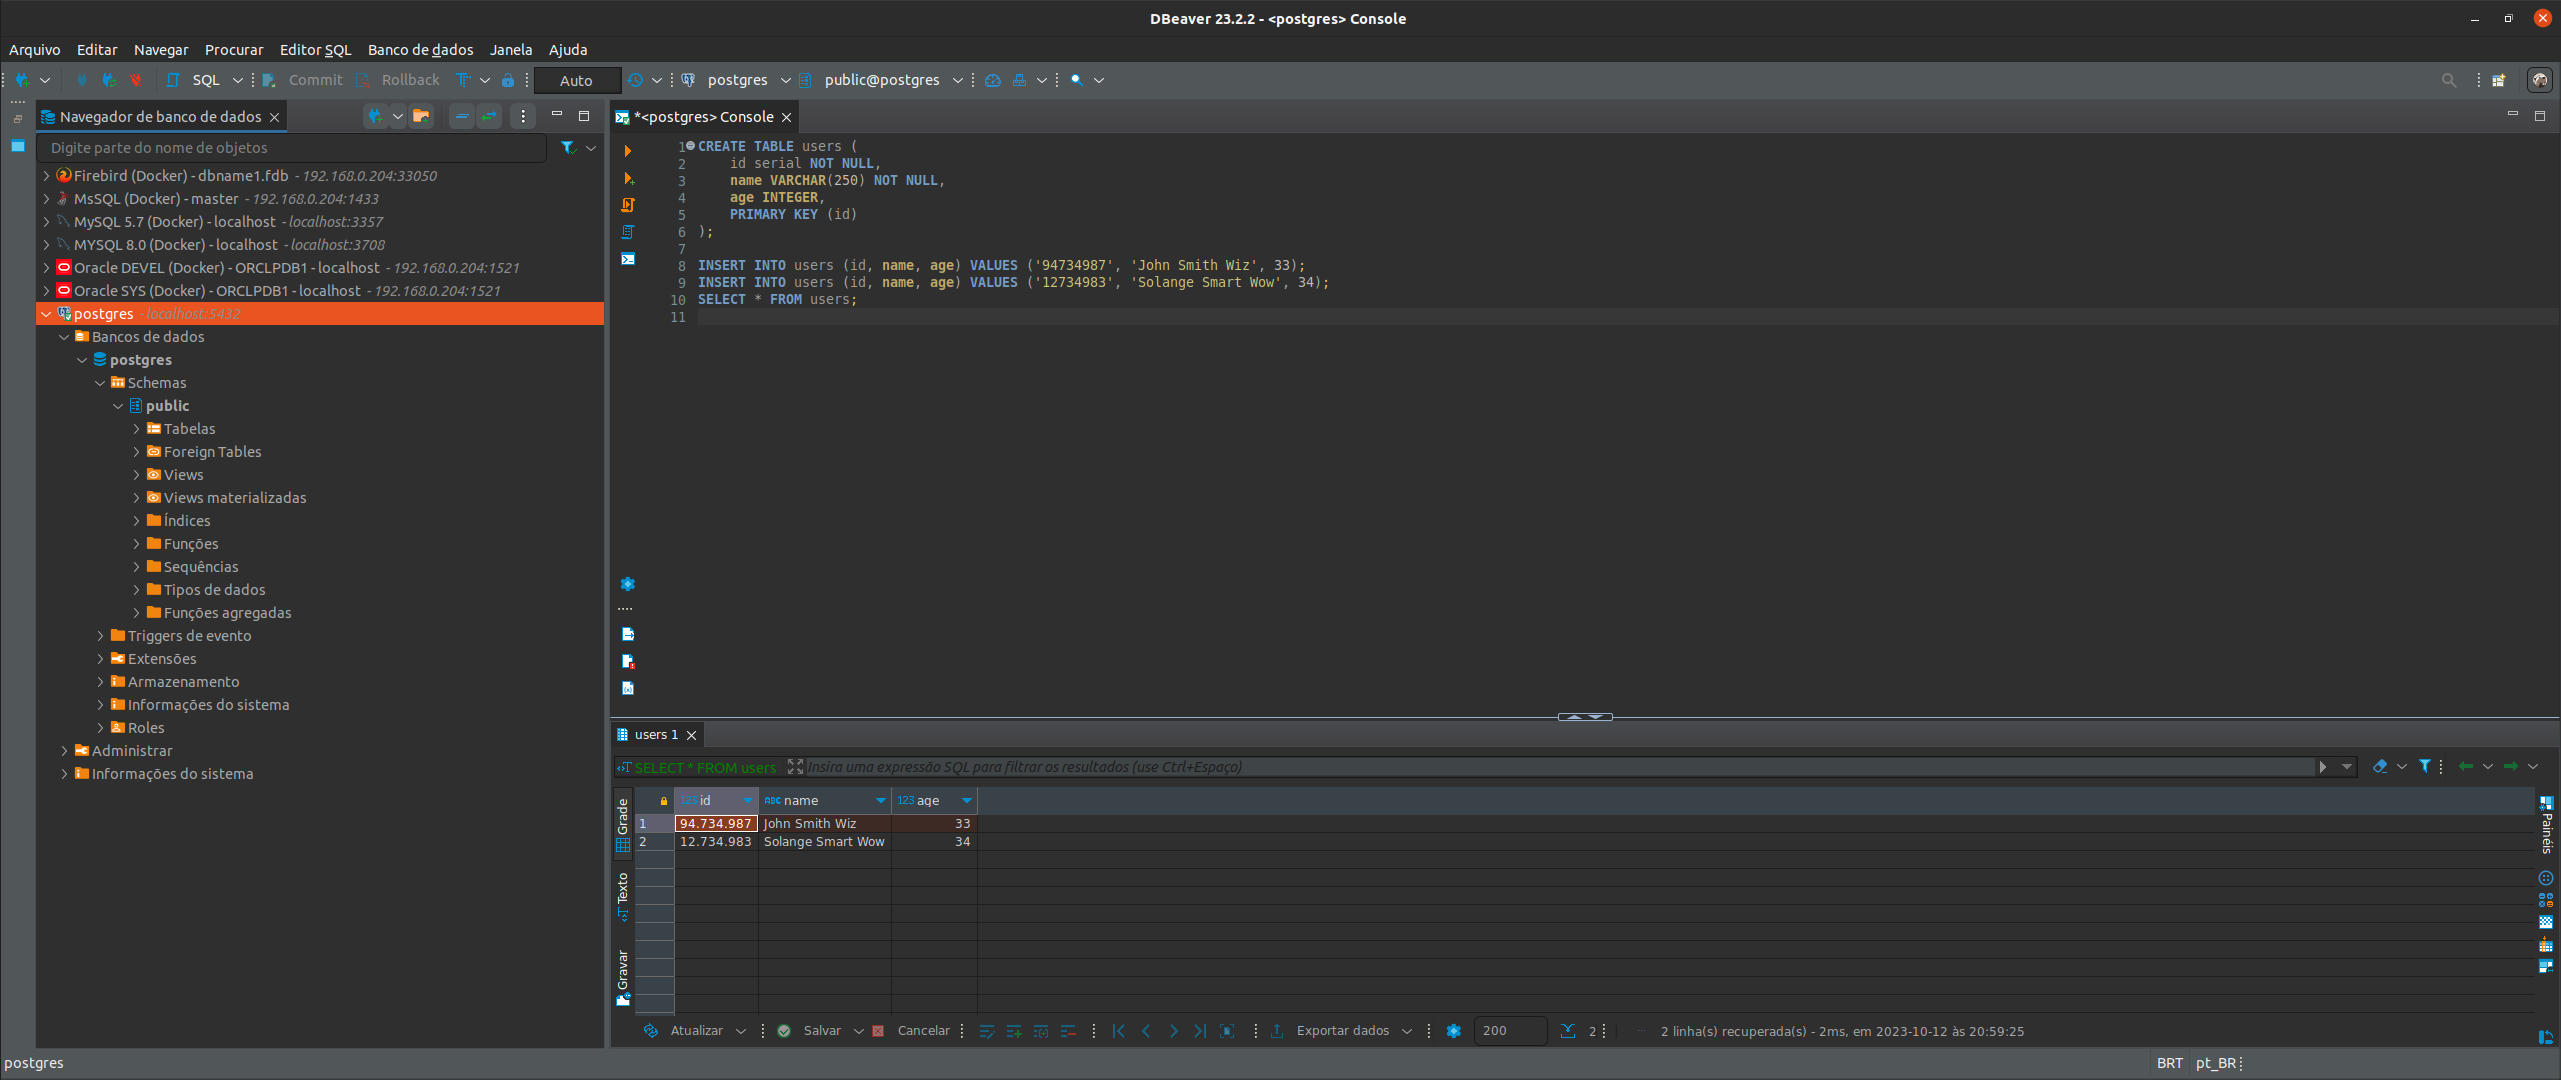 DBeaver 23.2.2 - <postgres> Console
Arquivo Editar Navegar Procurar Editor SQL Banco de dados Janela Ajuda
SQL Commit Rollback Auto postgres public@postgres
Navegador de banco de dados
*<postgres> Console
Digite parte do nome de objetos
Firebird (Docker) - dbname1.fdb - 192.168.0.204:33050
MsSQL (Docker) - master - 192.168.0.204:1433
MySQL 5.7 (Docker) - localhost - localhost:3357
MYSQL 8.0 (Docker) - localhost - localhost:3708
Oracle DEVEL (Docker) - ORCLPDB1 - localhost - 192.168.0.204:1521
Oracle SYS (Docker) - ORCLPDB1 - localhost - 192.168.0.204:1521
postgres - localhost:5432
Bancos de dados
postgres
Schemas
public
Tabelas
Foreign Tables
Views
Views materializadas
Índices
Funções
Sequências
Tipos de dados
Funções agregadas
Triggers de evento
Extensões
Armazenamento
Informações do sistema
Roles
Administrar
Informações do sistema
1 CREATE TABLE users (
2 id serial NOT NULL,
3 name VARCHAR(250) NOT NULL,
4 age INTEGER,
5 PRIMARY KEY (id)
6 );
7
8 INSERT INTO users (id, name, age) VALUES ('94734987', 'John Smith Wiz', 33);
9 INSERT INTO users (id, name, age) VALUES ('12734983', 'Solange Smart Wow', 34);
10 SELECT * FROM users;
11
users 1
SELECT * FROM users Insira uma expressão SQL para filtrar os resultados (use Ctrl+Espaço)
Grade
Texto
Gravar
123 id ABC name 123 age
1 94.734.987 John Smith Wiz 33
2 12.734.983 Solange Smart Wow 34
Painéis
Atualizar Salvar Cancelar Exportar dados 200 2 2 linha(s) recuperada(s) - 2ms, em 2023-10-12 às 20:59:25
postgres BRT pt_BR